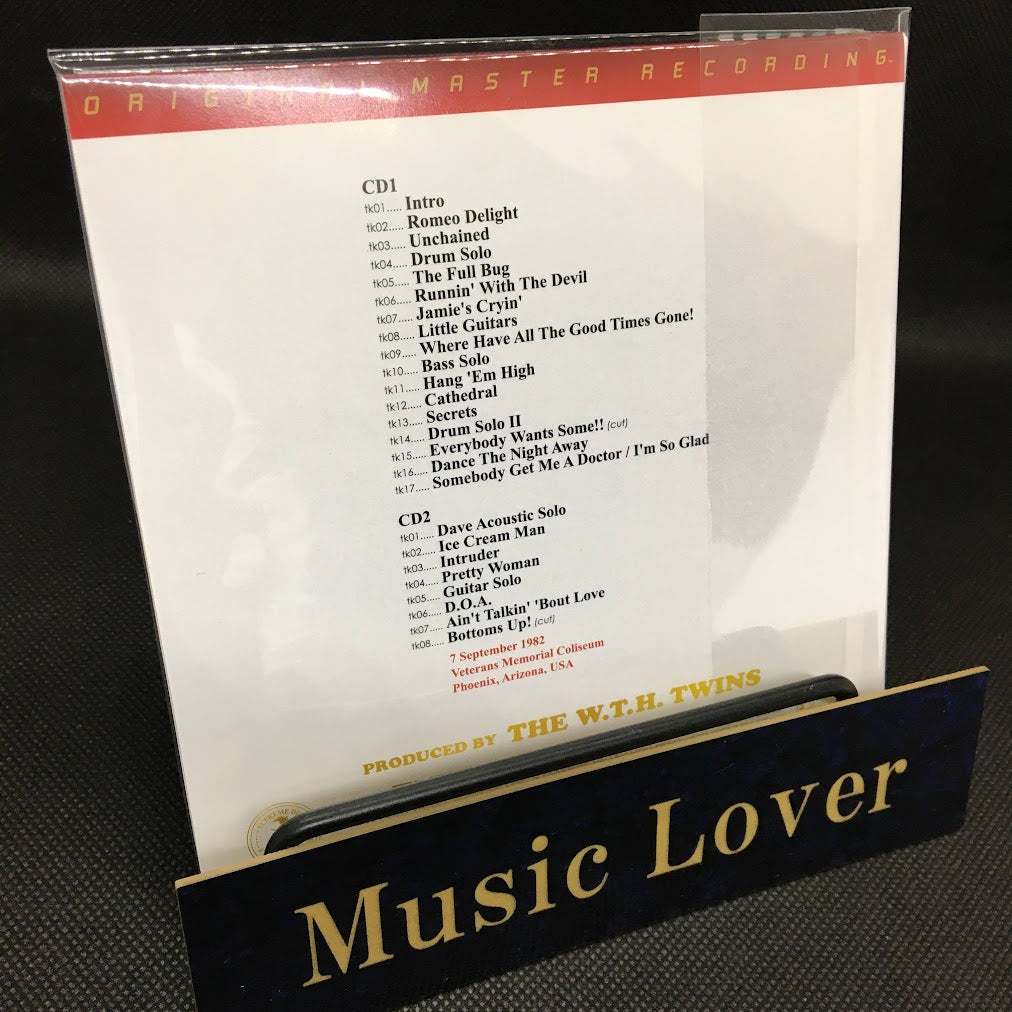 ORIGINAL MASTER RECORDING™
CD1
tk01..... Intro
tk02..... Romeo Delight
tk03..... Unchained
tk04..... Drum Solo
tk05..... The Full Bug
tk06..... Runnin' With The Devil
tk07..... Jamie's Cryin'
tk08..... Little Guitars
tk09..... Where Have All The Good Times Gone!
tk10..... Bass Solo
tk11..... Hang 'Em High
tk12..... Cathedral
tk13..... Secrets
tk14..... Drum Solo II
tk15..... Everybody Wants Some!! (cut)
tk16..... Dance The Night Away
tk17..... Somebody Get Me A Doctor / I'm So Glad
CD2
tk01..... Dave Acoustic Solo
tk02..... Ice Cream Man
tk03..... Intruder
tk04..... Pretty Woman
tk05..... Guitar Solo
tk06..... D.O.A.
tk07..... Ain't Talkin' 'Bout Love
tk08..... Bottoms Up! (cut)
7 September 1982
Veterans Memorial Coliseum
Phoenix, Arizona, USA
PRODUCED BY THE W.T.H. TWINS
Music Lover